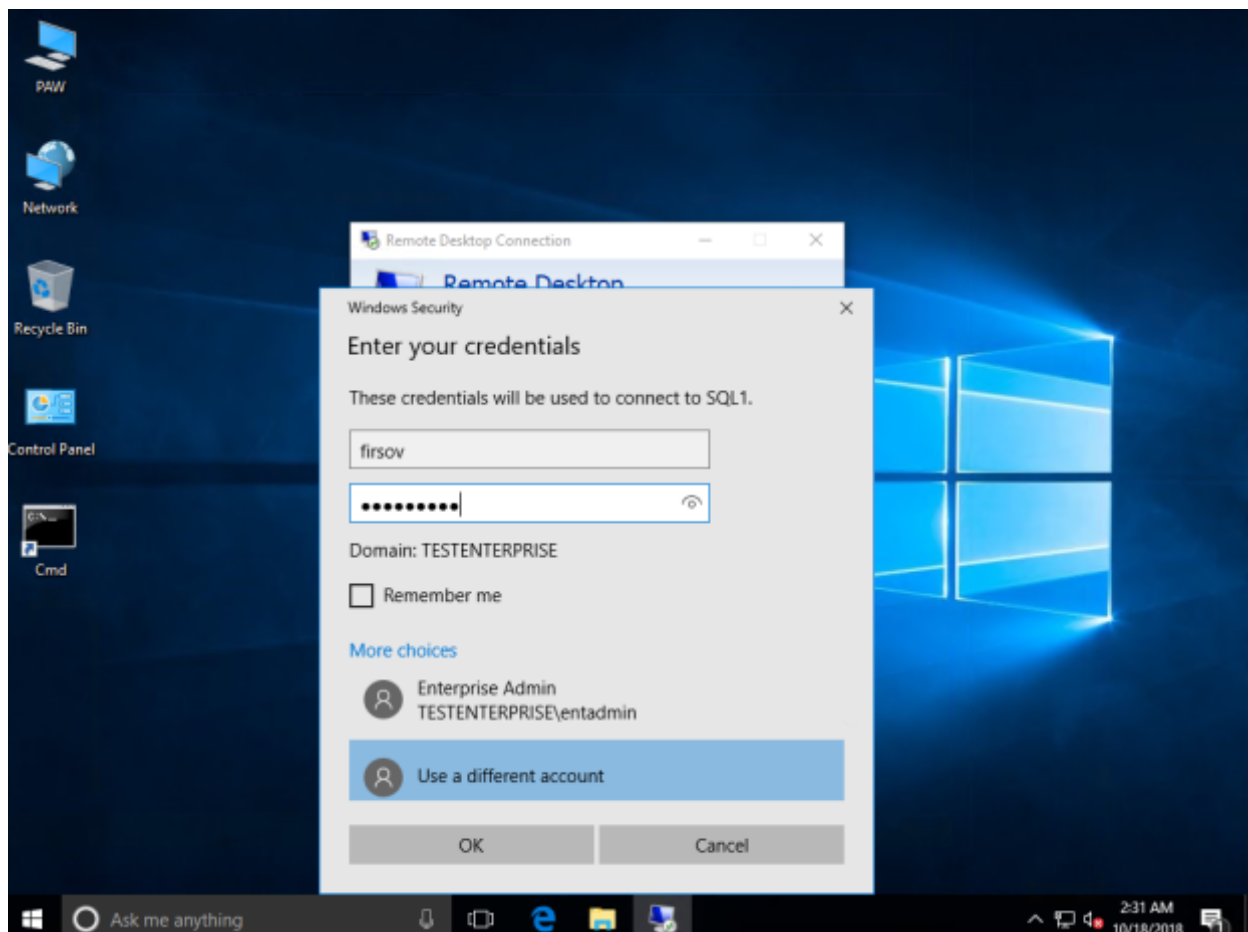 PAW
Network
Recycle Bin
Control Panel
C:\_
Cmd
Remote Desktop Connection
Remote Desktop
Windows Security
Enter your credentials
These credentials will be used to connect to SQL1.
firsov
•••••••••
Domain: TESTENTERPRISE
Remember me
More choices
Enterprise Admin
TESTENTERPRISE\entadmin
Use a different account
OK
Cancel
Ask me anything
2:31 AM
10/18/2018
1